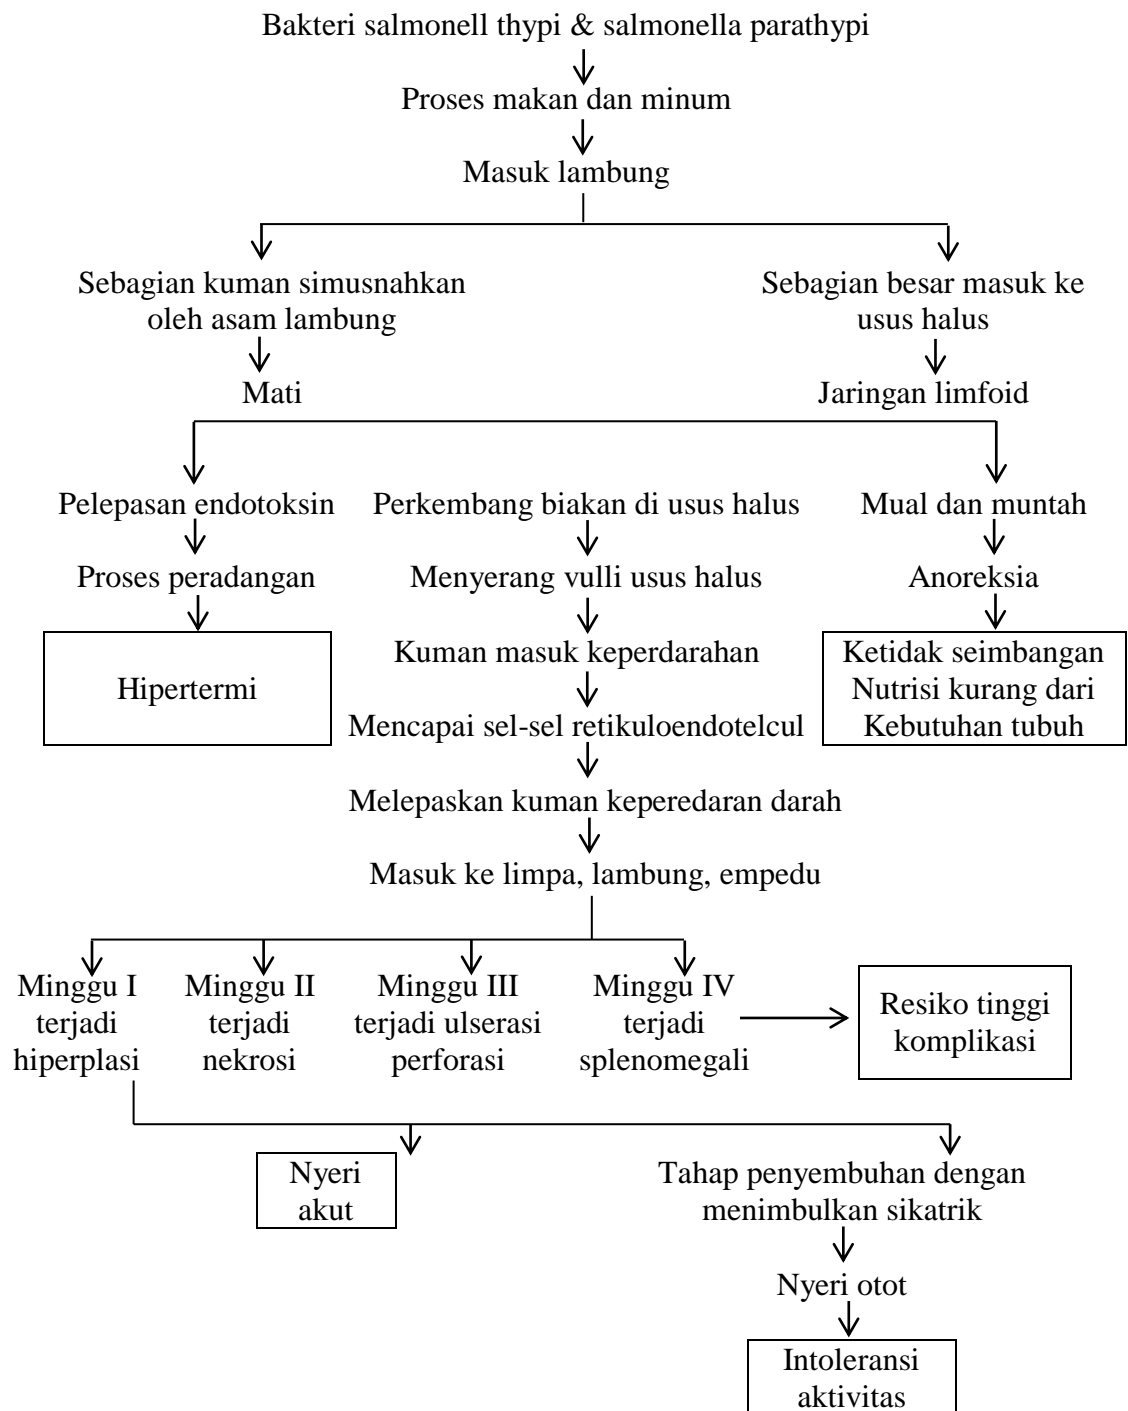 Bakteri salmonell thypi & salmonella parathypi
Proses makan dan minum
Masuk lambung
Sebagian kuman simusnahkan
oleh asam lambung
Sebagian besar masuk ke
usus halus
Mati
Jaringan limfoid
Pelepasan endotoksin
Perkembang biakan di usus halus
Mual dan muntah
Proses peradangan
Menyerang vulli usus halus
Anoreksia
Hipertermi
Kuman masuk keperdarahan
Ketidak seimbangan
Nutrisi kurang dari
Kebutuhan tubuh
Mencapai sel-sel retikuloendotelcul
Melepaskan kuman keperedaran darah
Masuk ke limpa, lambung, empedu
Minggu I
terjadi
hiperplasi
Minggu II
terjadi
nekrosi
Minggu III
terjadi ulserasi
perforasi
Minggu IV
terjadi
splenomegali
Resiko tinggi
komplikasi
Nyeri
akut
Tahap penyembuhan dengan
menimbulkan sikatrik
Nyeri otot
Intoleransi
aktivitas